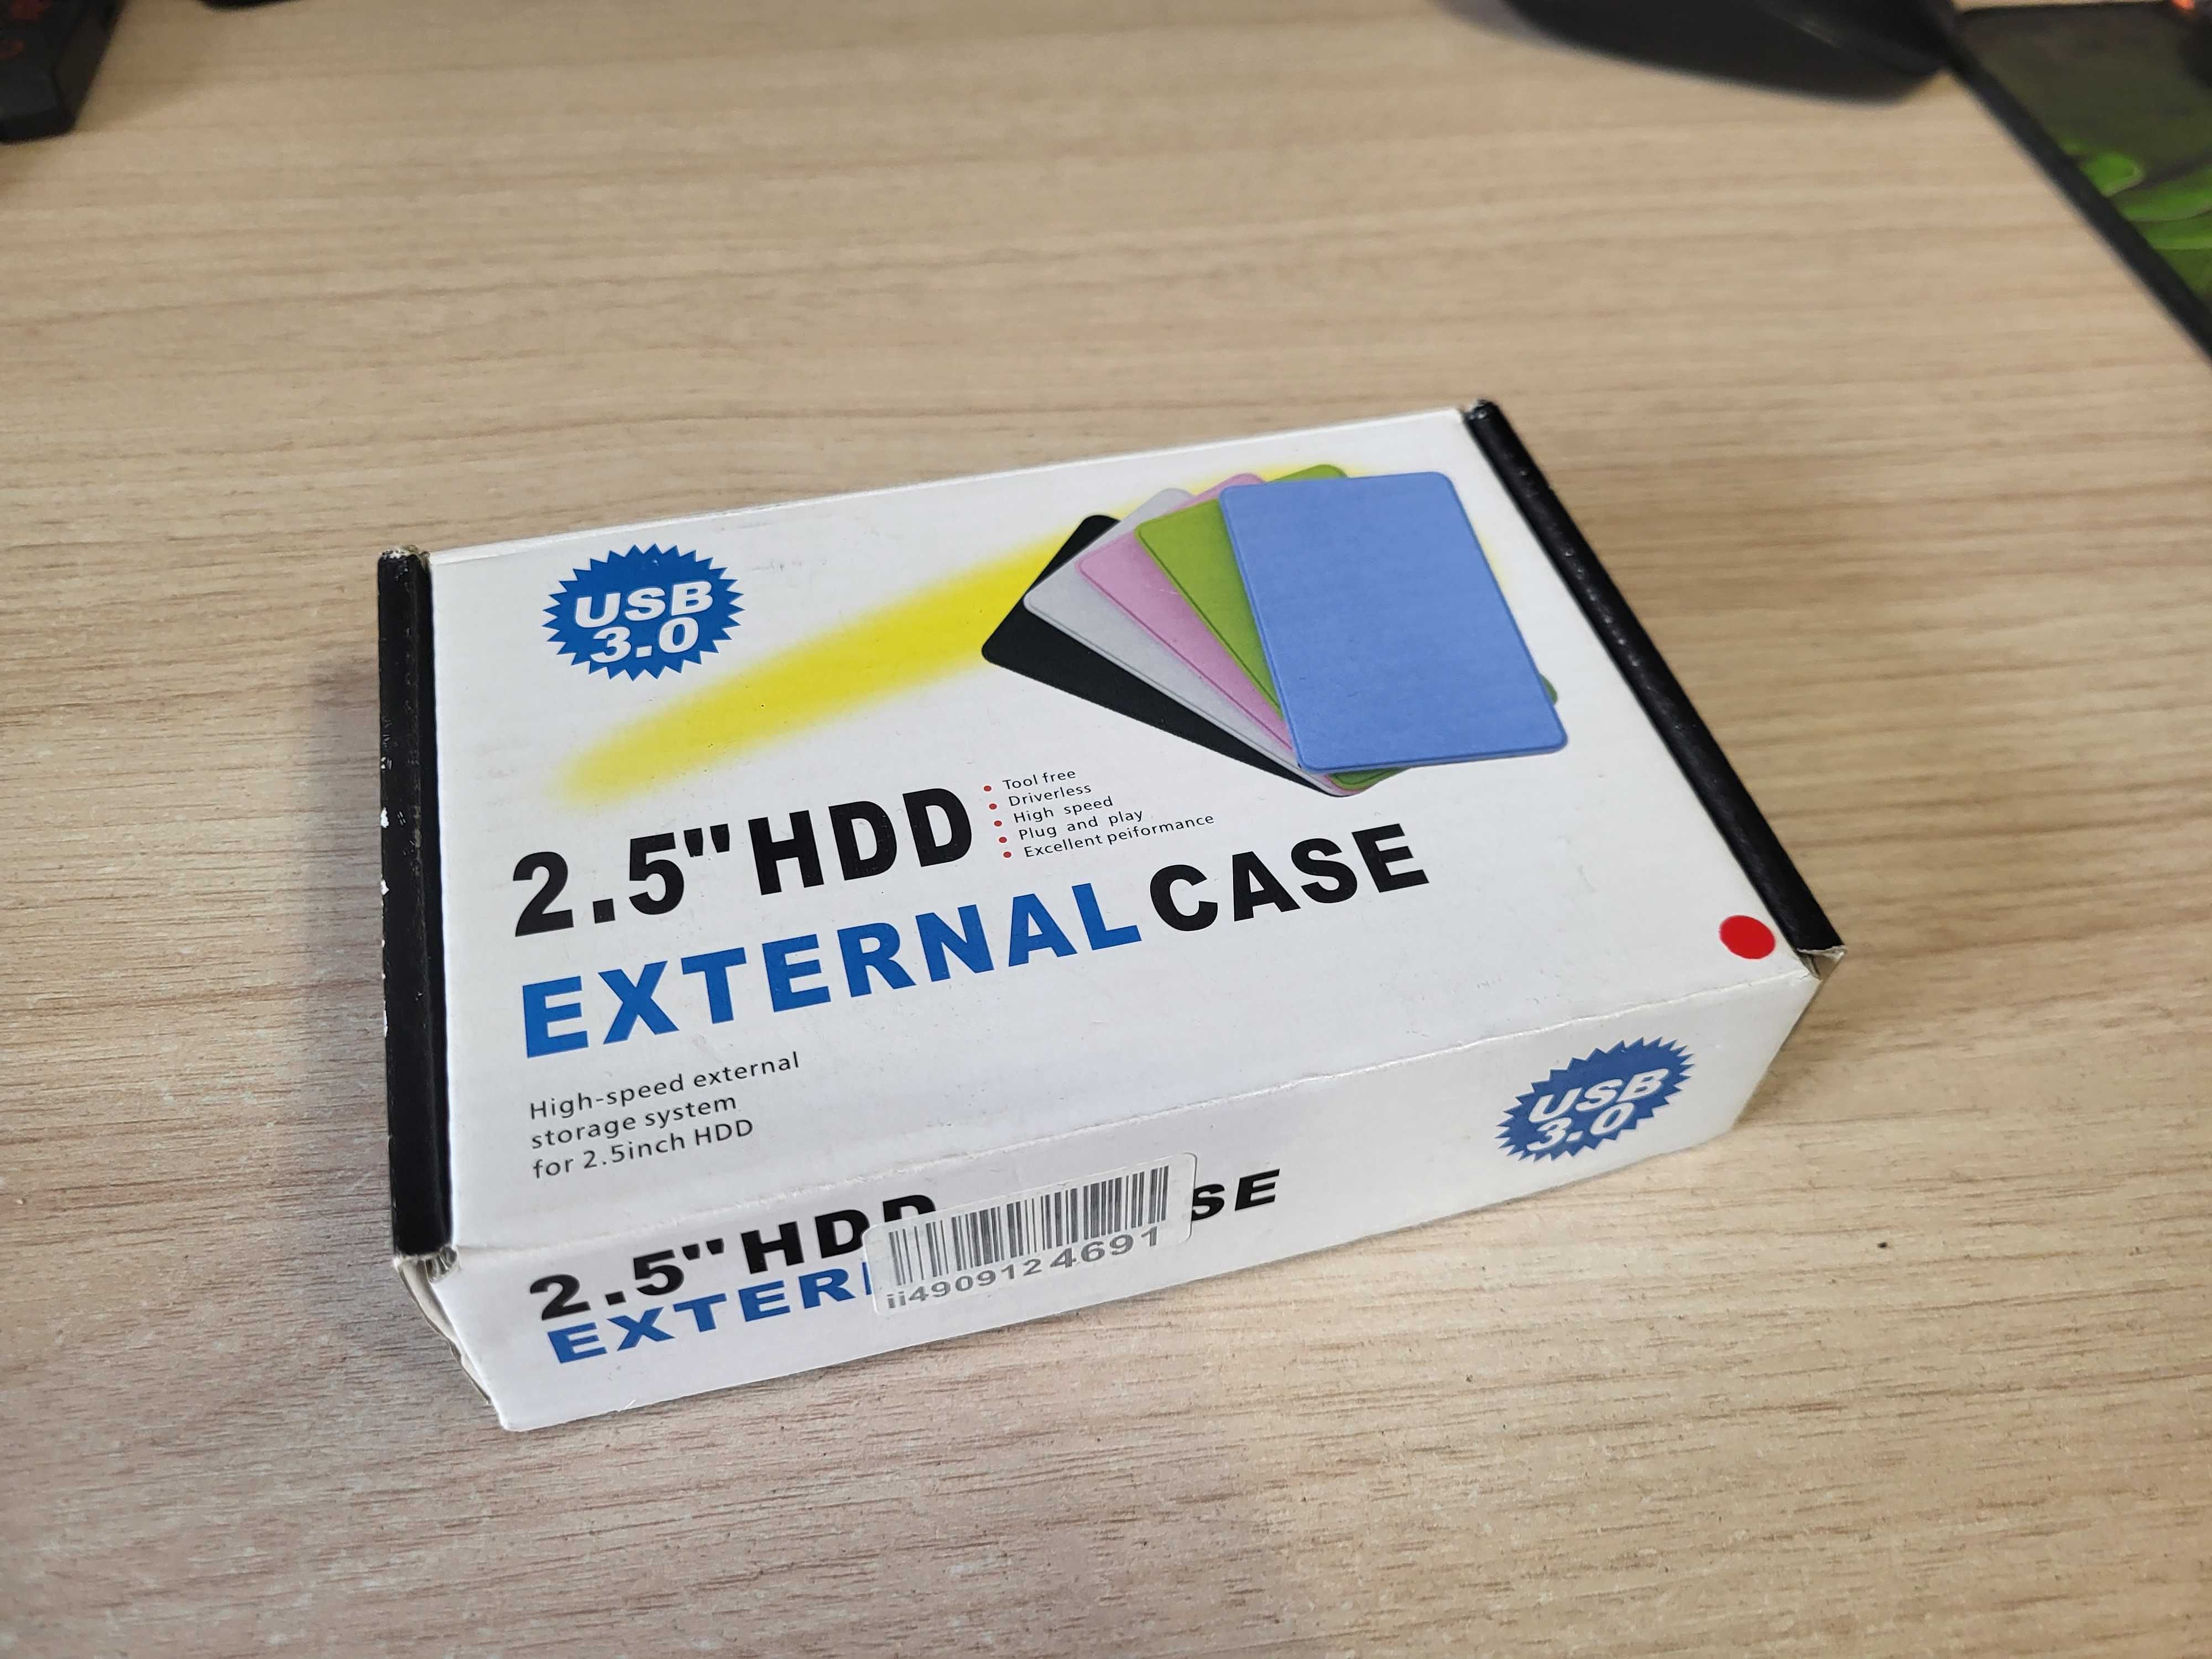 USB
3.0
2.5"HDD
Tool free
Driverless
High speed
Plug and play
Excellent peiformance
EXTERNAL CASE
High-speed external
storage system
for 2.5inch HDD
2.5"HDD
EXTER
SE
ii4909124691
USB
3.0